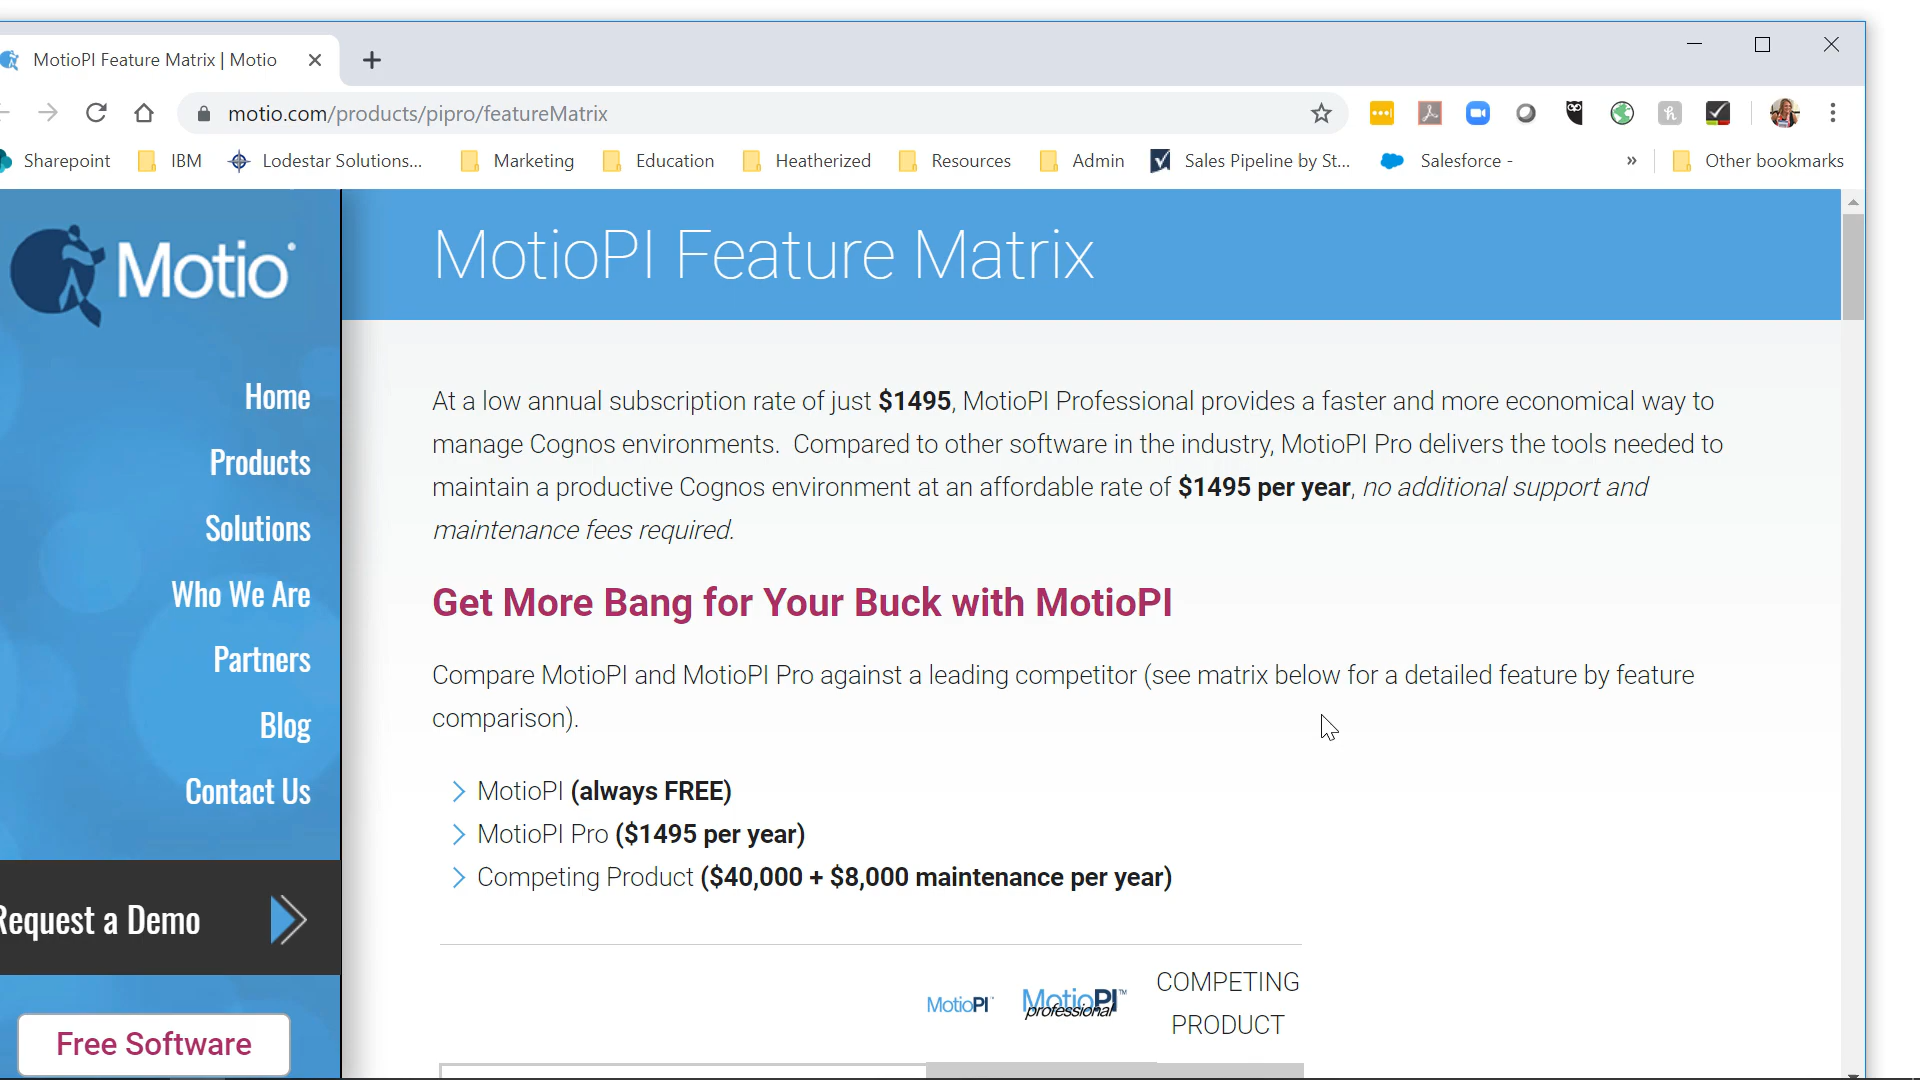 MotioPI Feature Matrix | Motio
motio.com/products/pipro/featureMatrix
Sharepoint
IBM
Lodestar Solutions...
Marketing
Education
Heatherized
Resources
Admin
Sales Pipeline by St...
Salesforce -
»
Other bookmarks
Motio
Home
Products
Solutions
Who We Are
Partners
Blog
Contact Us
Request a Demo
Free Software
MotioPI Feature Matrix
At a low annual subscription rate of just $1495, MotioPI Professional provides a faster and more economical way to
manage Cognos environments. Compared to other software in the industry, MotioPI Pro delivers the tools needed to
maintain a productive Cognos environment at an affordable rate of $1495 per year, no additional support and
maintenance fees required.
Get More Bang for Your Buck with MotioPI
Compare MotioPI and MotioPI Pro against a leading competitor (see matrix below for a detailed feature by feature
comparison).
MotioPI (always FREE)
MotioPI Pro ($1495 per year)
Competing Product ($40,000 + $8,000 maintenance per year)
MotioPI
MotioPI™
professional
COMPETING
PRODUCT